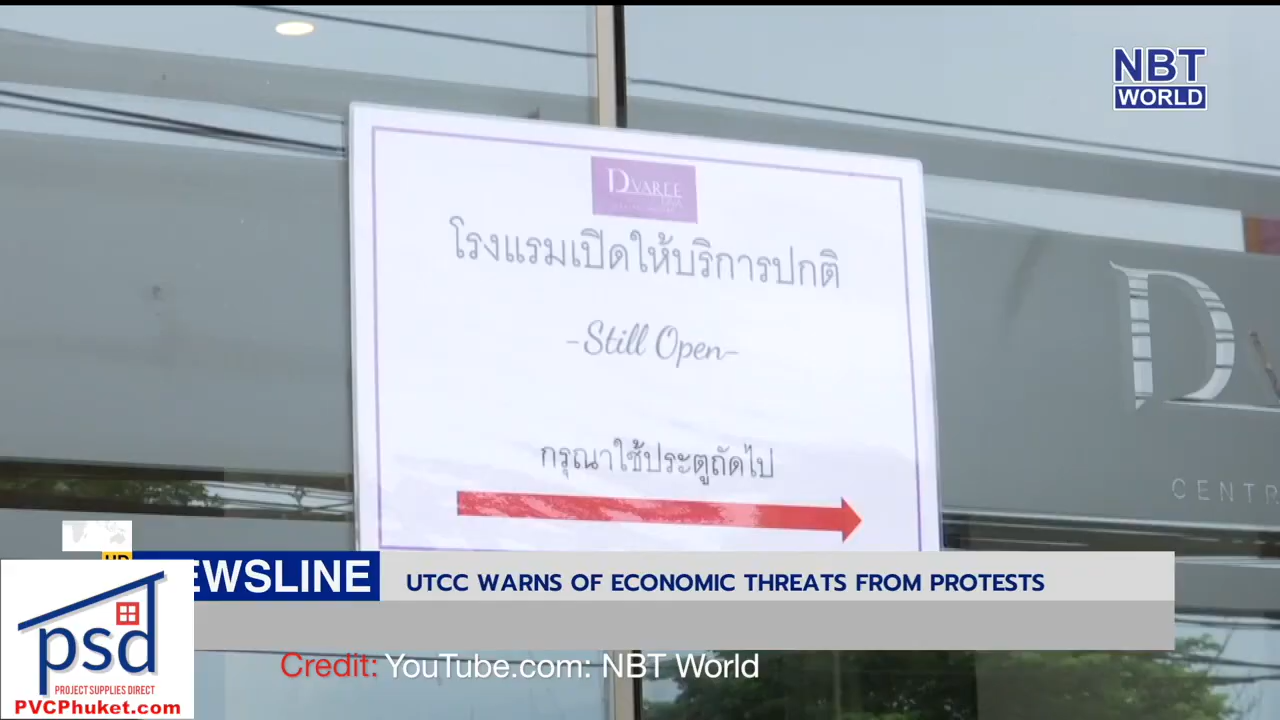 NBT
WORLD
DVAREE
โรงแรมเปิดให้บริการปกติ
-Still Open-
กรุณาใช้ประตูถัดไป
D
CENTR
HD
EWSLINE
UTCC WARNS OF ECONOMIC THREATS FROM PROTESTS
psd
PROJECT SUPPLIES DIRECT
PVCPhuket.com
Credit: YouTube.com: NBT World